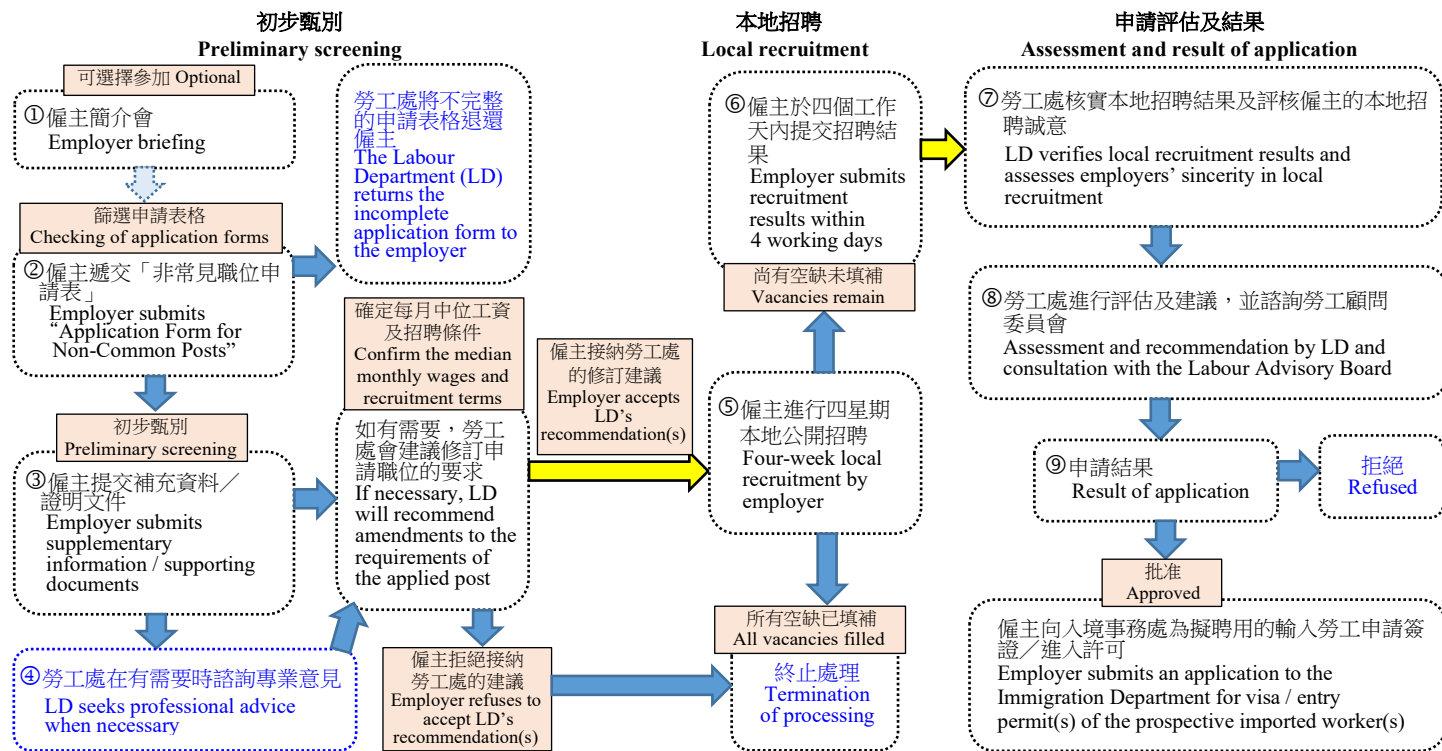 初步甄別
Preliminary screening
可選擇參加 Optional
①僱主簡介會
Employer briefing
篩選申請表格
Checking of application forms
②僱主遞交「非常見職位申
請表」
Employer submits
“Application Form for
Non-Common Posts”
勞工處將不完整
的申請表格退還
僱主
The Labour
Department (LD)
returns the
incomplete
application form to
the employer
初步甄別
Preliminary screening
③僱主提交補充資料／
證明文件
Employer submits
supplementary
information / supporting
documents
④勞工處在有需要時諮詢專業意見
LD seeks professional advice
when necessary
確定每月中位工資
及招聘條件
Confirm the median
monthly wages and
recruitment terms
如有需要，勞工
處會建議修訂申
請職位的要求
If necessary, LD
will recommend
amendments to the
requirements of
the applied post
僱主接納勞工處
的修訂建議
Employer accepts
LD’s
recommendation(s)
僱主拒絕接納
勞工處的建議
Employer refuses to
accept LD’s
recommendation(s)
本地招聘
Local recruitment
⑥僱主於四個工作
天內提交招聘結
果
Employer submits
recruitment
results within
4 working days
尚有空缺未填補
Vacancies remain
⑤僱主進行四星期
本地公開招聘
Four-week local
recruitment by
employer
所有空缺已填補
All vacancies filled
終止處理
Termination
of processing
申請評估及結果
Assessment and result of application
⑦勞工處核實本地招聘結果及評核僱主的本地招
聘誠意
LD verifies local recruitment results and
assesses employers’ sincerity in local
recruitment
⑧勞工處進行評估及建議，並諮詢勞工顧問
委員會
Assessment and recommendation by LD and
consultation with the Labour Advisory Board
⑨申請結果
Result of application
拒絕
Refused
批准
Approved
僱主向入境事務處為擬聘用的輸入勞工申請簽
證／進入許可
Employer submits an application to the
Immigration Department for visa / entry
permit(s) of the prospective imported worker(s)